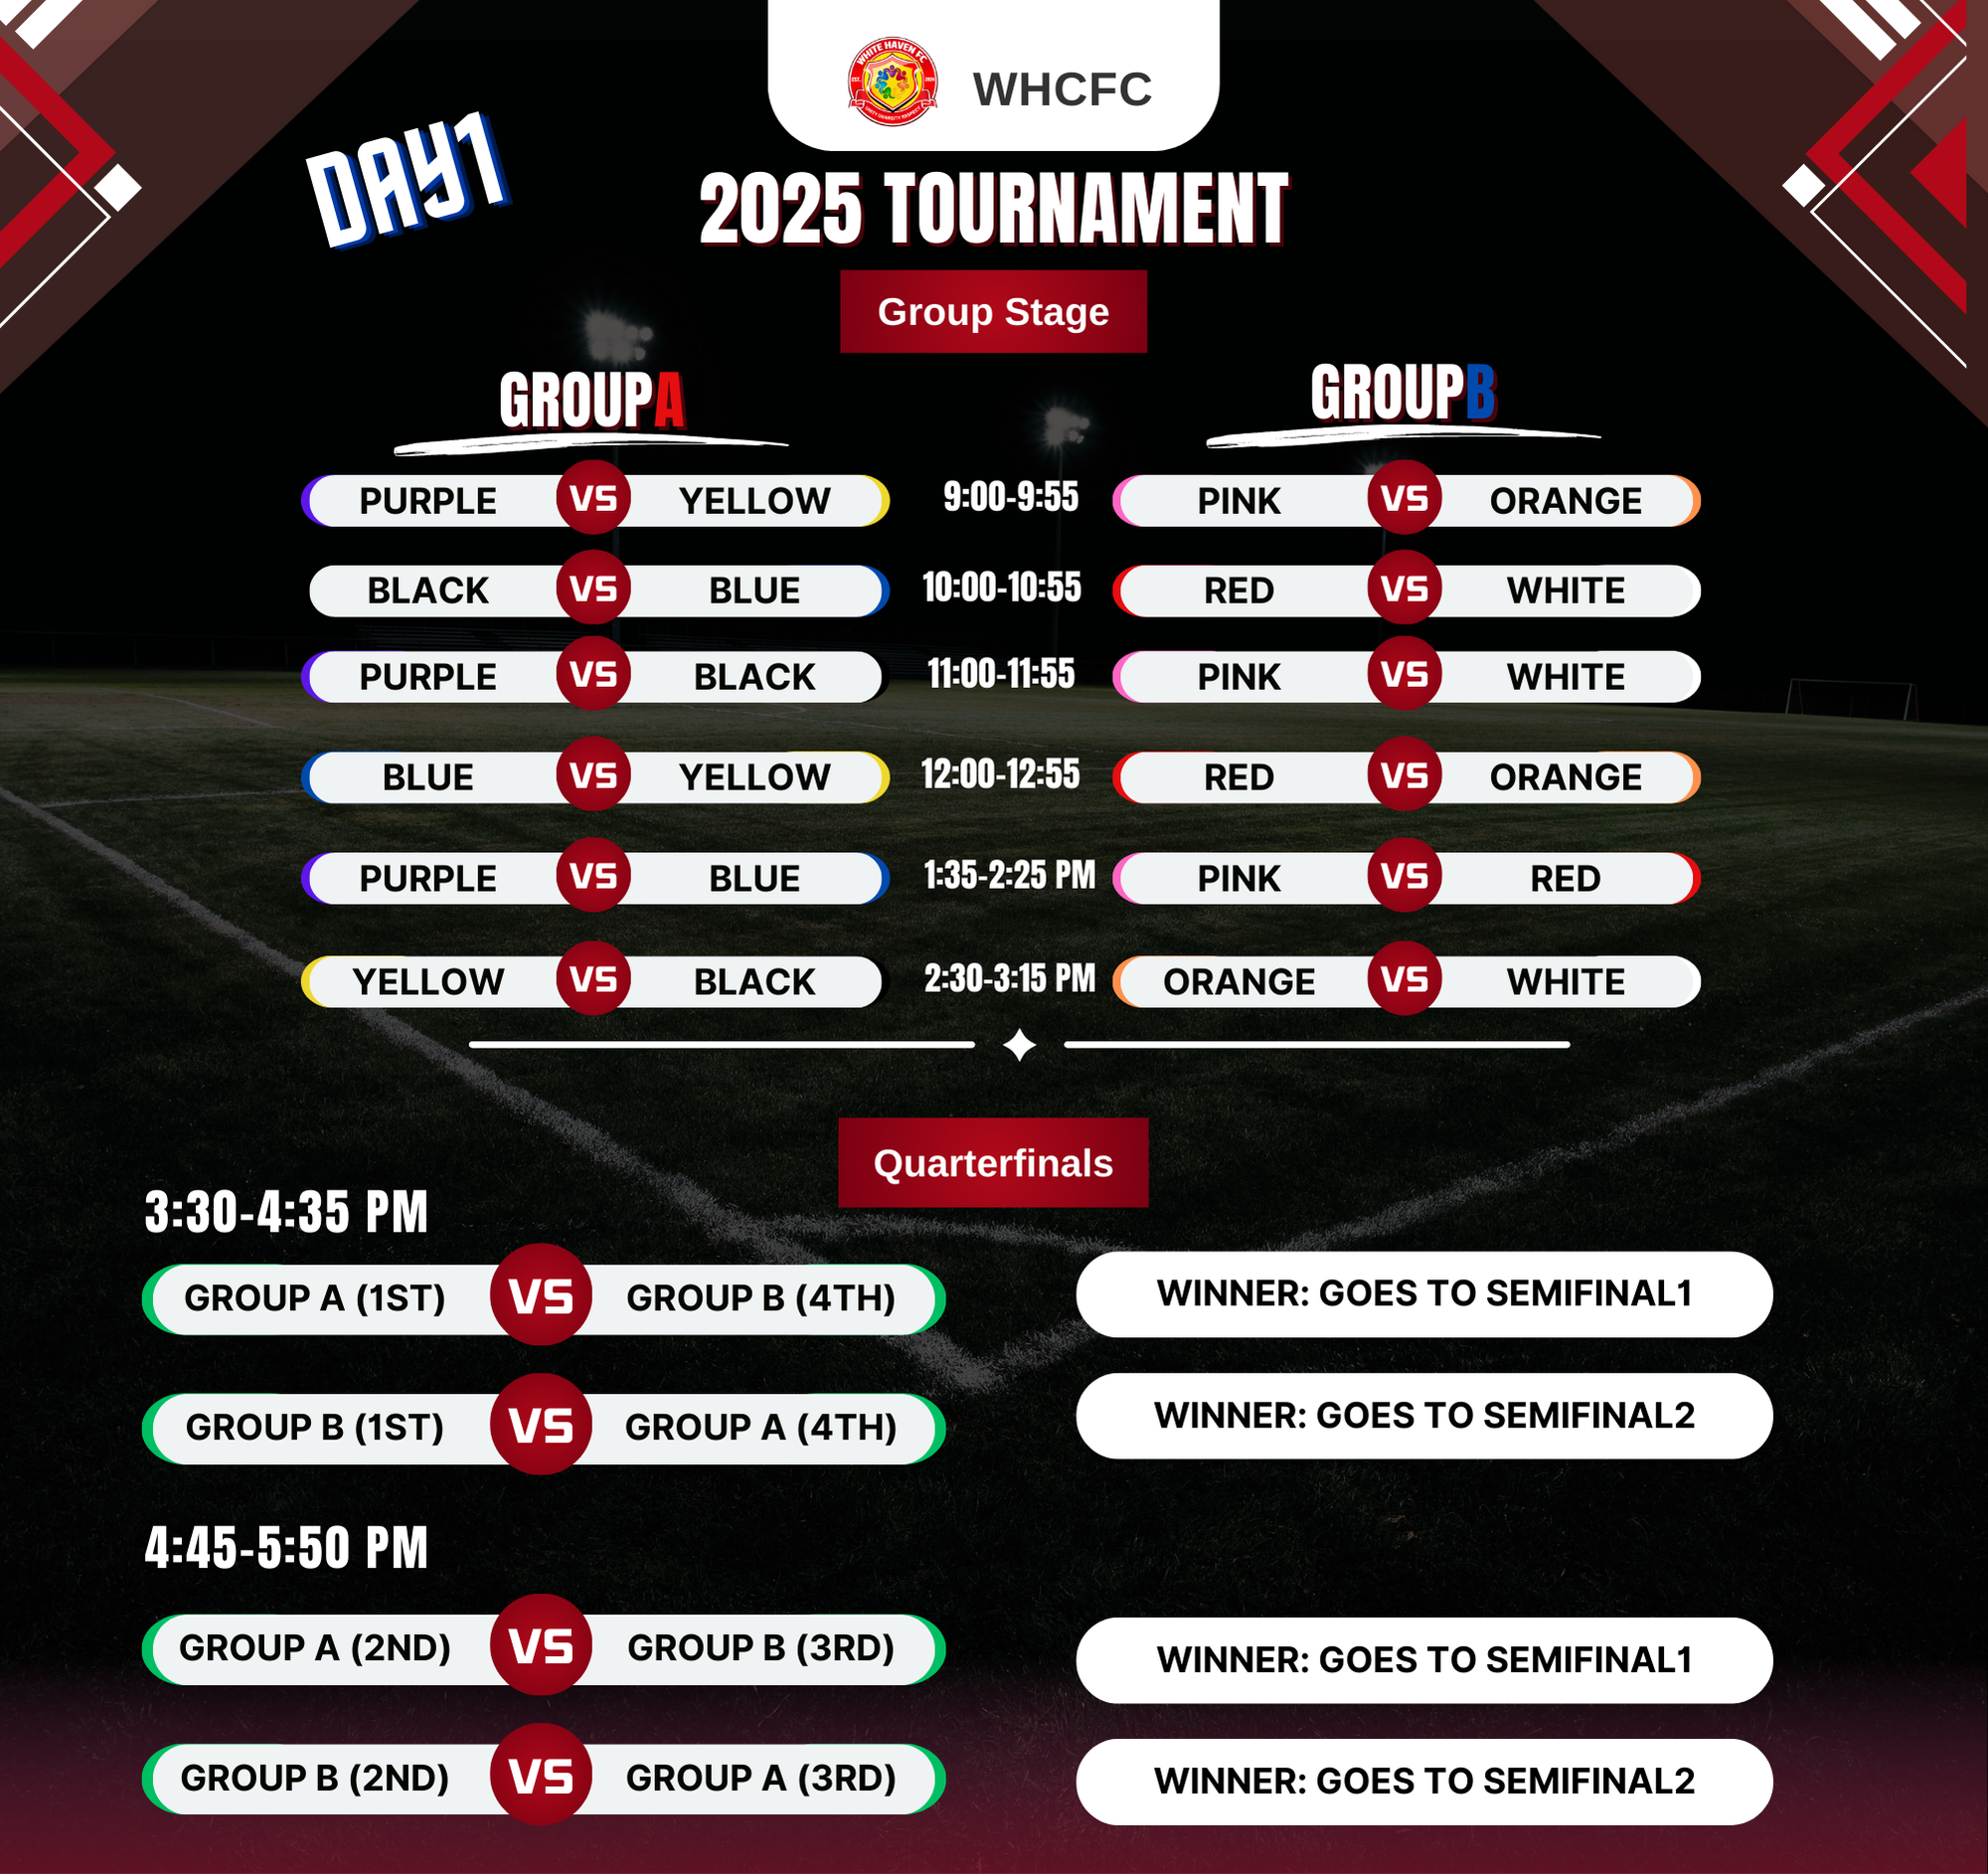 WHITE HAVEN FC
EST. 2024
UNITY DIVERSITY RESPECT
WHCFC
DAY1
2025 TOURNAMENT
Group Stage
GROUPA
GROUPB
PURPLE VS YELLOW 9:00-9:55 PINK VS ORANGE
BLACK VS BLUE 10:00-10:55 RED VS WHITE
PURPLE VS BLACK 11:00-11:55 PINK VS WHITE
BLUE VS YELLOW 12:00-12:55 RED VS ORANGE
PURPLE VS BLUE 1:35-2:25 PM PINK VS RED
YELLOW VS BLACK 2:30-3:15 PM ORANGE VS WHITE
Quarterfinals
3:30-4:35 PM
GROUP A (1ST) VS GROUP B (4TH) WINNER: GOES TO SEMIFINAL1
GROUP B (1ST) VS GROUP A (4TH) WINNER: GOES TO SEMIFINAL2
4:45-5:50 PM
GROUP A (2ND) VS GROUP B (3RD) WINNER: GOES TO SEMIFINAL1
GROUP B (2ND) VS GROUP A (3RD) WINNER: GOES TO SEMIFINAL2